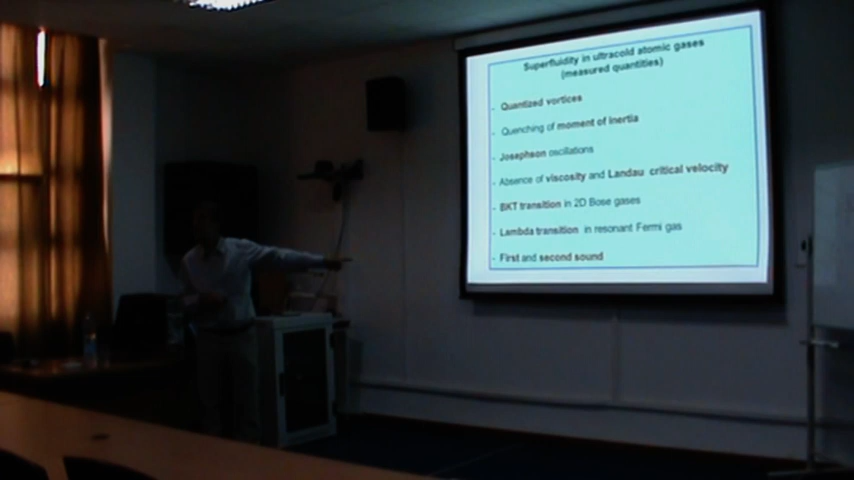 Superfluidity in ultracold atomic gases
(measured quantities)
- Quantized vortices
- Quenching of moment of inertia
- Josephson oscillations
- Absence of viscosity and Landau critical velocity
- BKT transition in 2D Bose gases
- Lambda transition in resonant Fermi gas
- First and second sound